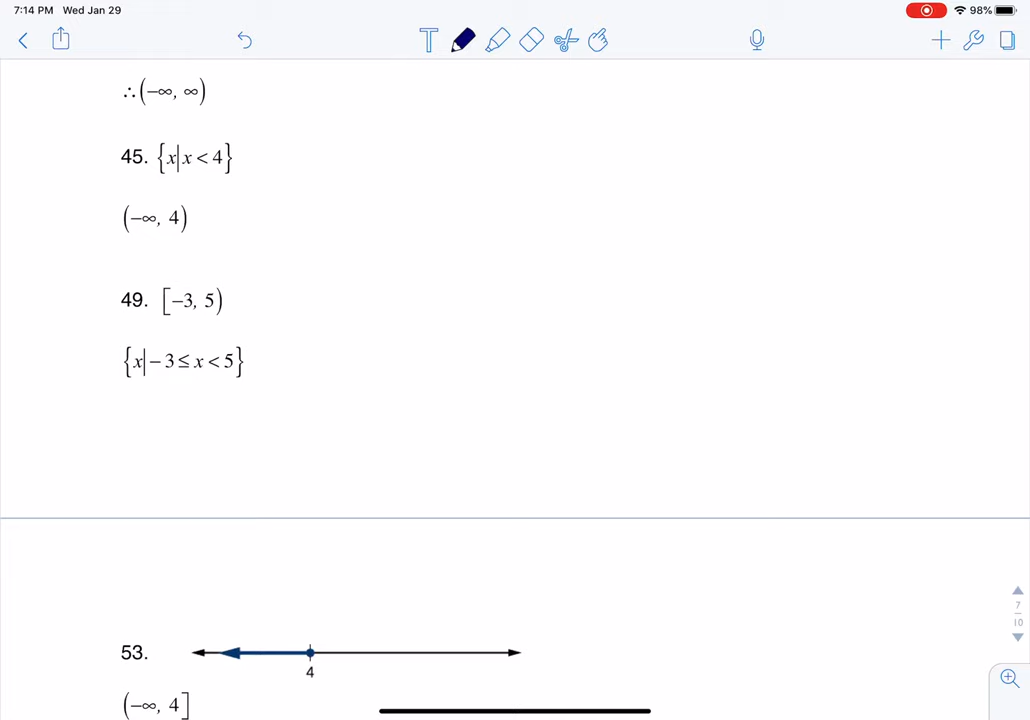 7:14 PM Wed Jan 29 98%
T
∴(−∞, ∞)
45. {x|x < 4}
(−∞, 4)
49. [−3, 5)
{x|− 3 ≤ x < 5}
7
10
53.
4
(−∞, 4]